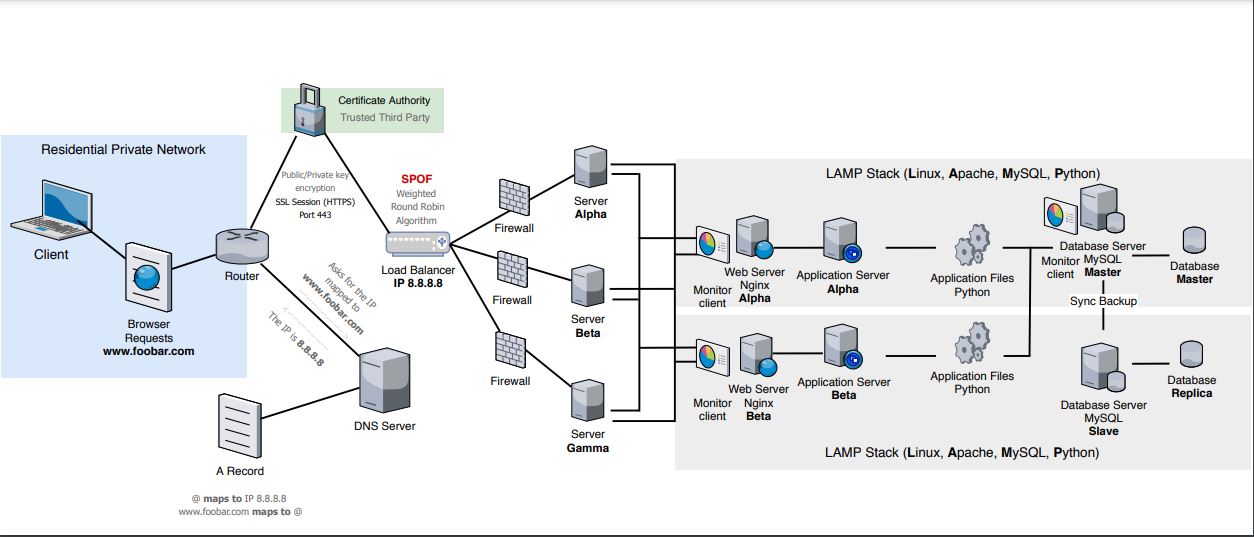 Certificate Authority
Trusted Third Party
Residential Private Network
Client
Browser
Requests
www.foobar.com
Router
Public/Private key
encryption
SSL Session (HTTPS)
Port 443
Asks for the IP
mapped to
www.foobar.com
The IP is 8.8.8.8
DNS Server
A Record
@ maps to IP 8.8.8.8
www.foobar.com maps to @
SPOF
Weighted
Round Robin
Algorithm
Load Balancer
IP 8.8.8.8
Firewall
Firewall
Firewall
Server
Alpha
Server
Beta
Server
Gamma
LAMP Stack (Linux, Apache, MySQL, Python)
Monitor
client
Web Server
Nginx
Alpha
Application Server
Alpha
Application Files
Python
Monitor
client
Database Server
MySQL
Master
Database
Master
Sync Backup
Monitor
client
Web Server
Nginx
Beta
Application Server
Beta
Application Files
Python
Database Server
MySQL
Slave
Database
Replica
LAMP Stack (Linux, Apache, MySQL, Python)